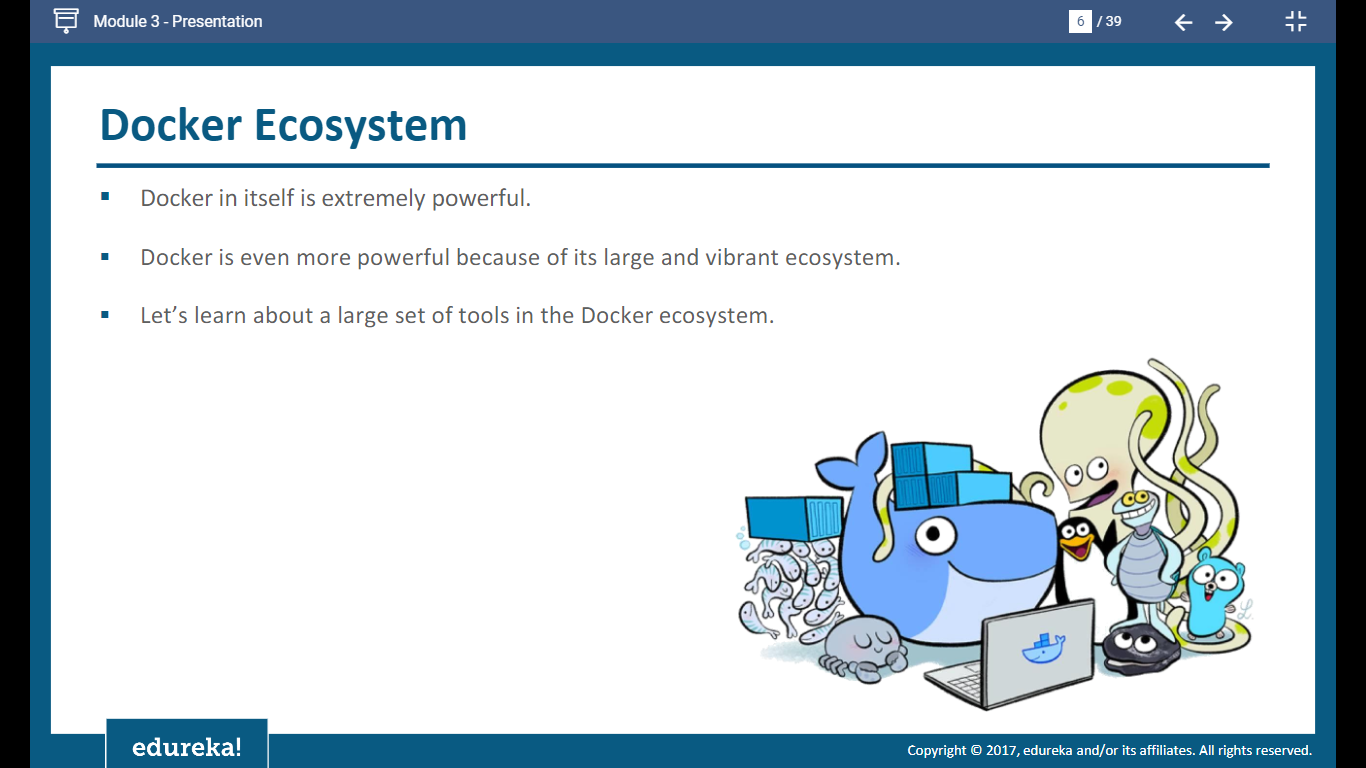 Module 3 - Presentation
6 / 39
Docker Ecosystem
▪ Docker in itself is extremely powerful.
▪ Docker is even more powerful because of its large and vibrant ecosystem.
▪ Let’s learn about a large set of tools in the Docker ecosystem.
edureka!
Copyright © 2017, edureka and/or its affiliates. All rights reserved.